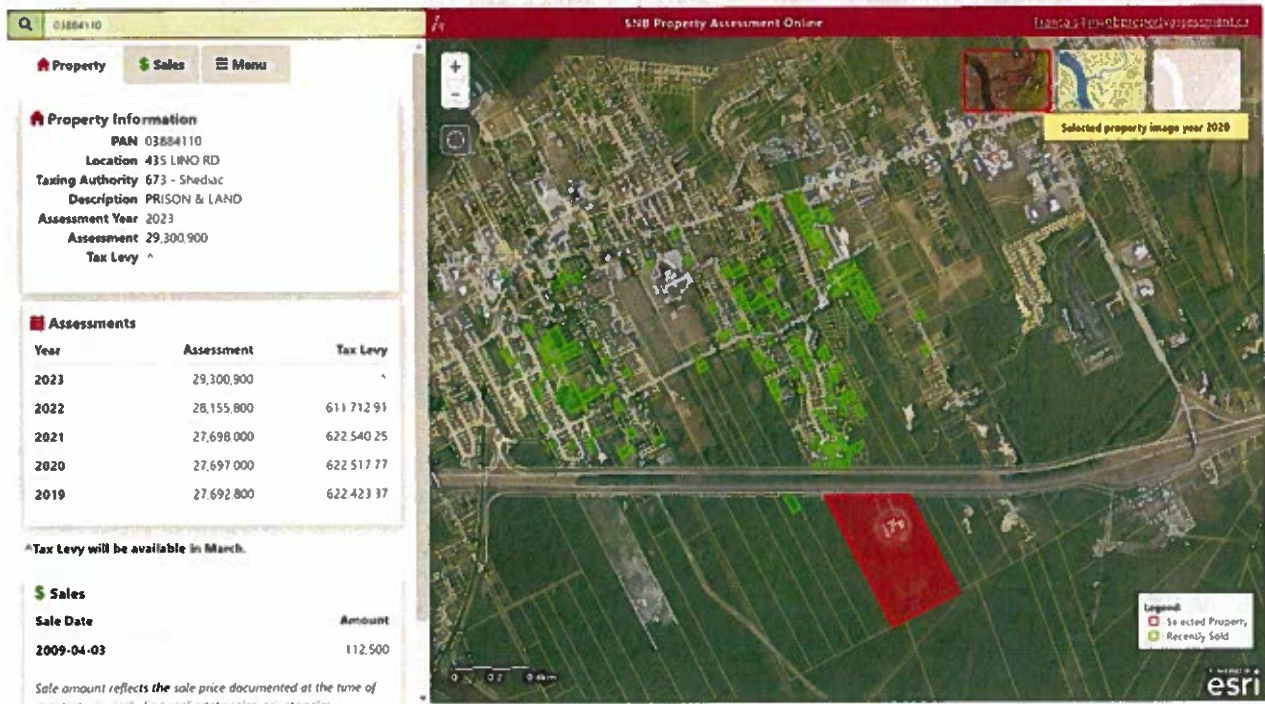 03884110
SNB Property Assessment Online
Property
Sales
Menu
Property Information
PAN 03884110
Location 435 LINO RD
Taxing Authority 673 - Shediac
Description PRISON & LAND
Assessment Year 2023
Assessment 29,300,900
Tax Levy ^
Assessments
Year Assessment Tax Levy
2023 29,300,900 ^
2022 28,155,800 611 712 91
2021 27,698,000 622 540 25
2020 27,697,000 622 517 77
2019 27,692,800 622 423 37
^Tax Levy will be available in March.
Sales
Sale Date Amount
2009-04-03 112,500
Sale amount reflects the sale price documented at the time of
+
-
Selected property image year 2020
Legend
Selected Property
Recently Sold
0 0.2 0.4km
esri